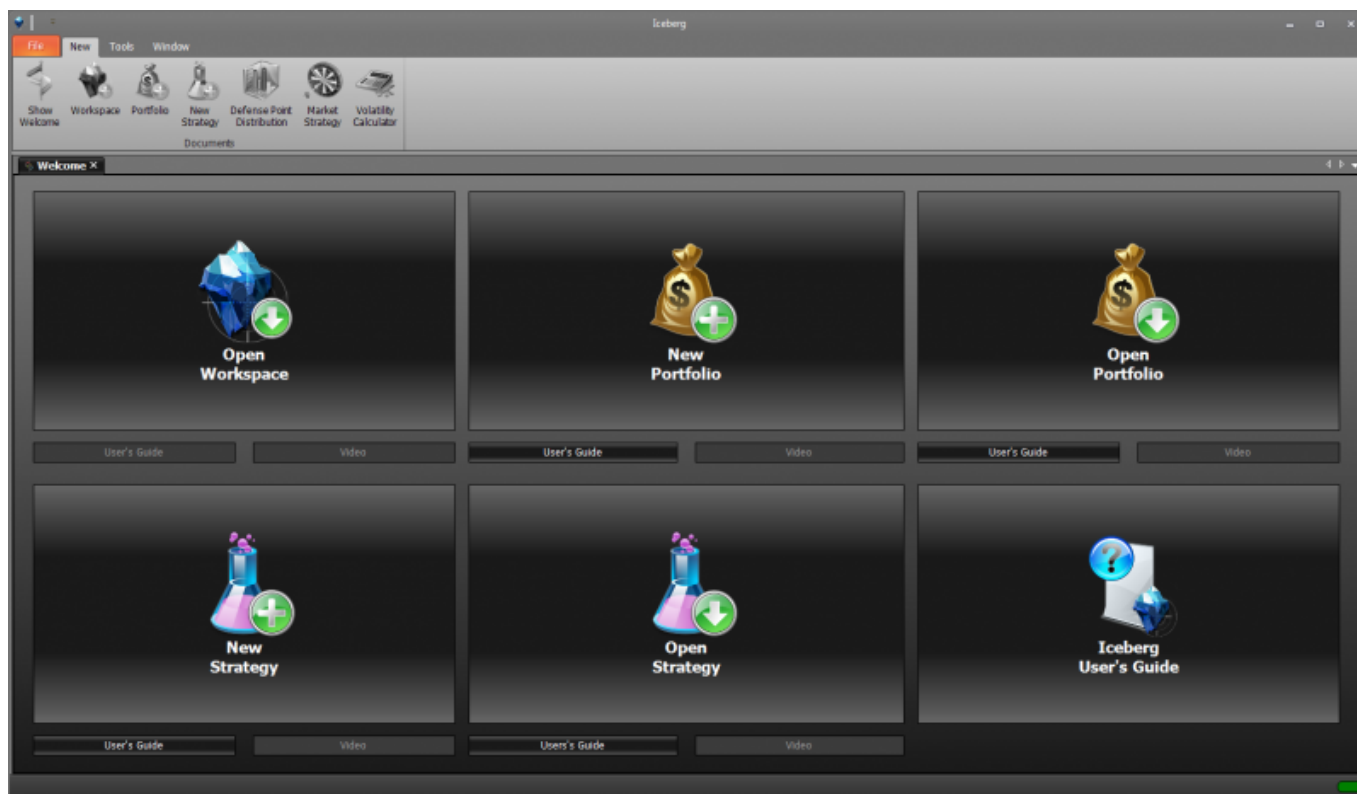 Iceberg
File New Tools Window
Show Welcome
Workspace
Portfolio
New Strategy
Defense Point Distribution
Market Strategy
Volatility Calculator
Documents
Welcome X
$
Open
Workspace
$
New
Portfolio
Open
Portfolio
User's Guide Video User's Guide Video User's Guide Video
New
Strategy
Open
Strategy
?
Iceberg
User's Guide
User's Guide Video Users's Guide Video